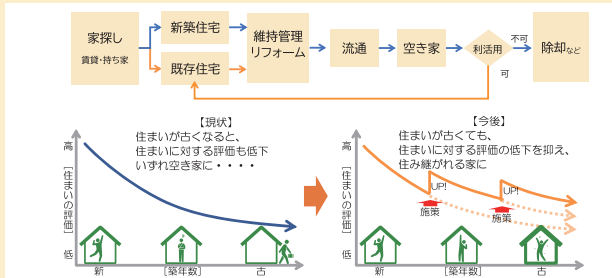 家探し
賃貸・持ち家
新築住宅
既存住宅
維持管理
リフォーム
流通
空き家
利活用
不可
可
除却など
【現状】
住まいが古くなると、
住まいに対する評価も低下
いずれ空き家に・・・・
高
［住まいの評価］
低
新
［築年数］
古
【今後】
住まいが古くても、
住まいに対する評価の低下を抑え、
住み継がれる家に
高
［住まいの評価］
低
UP!
施策
UP!
施策
新
［築年数］
古